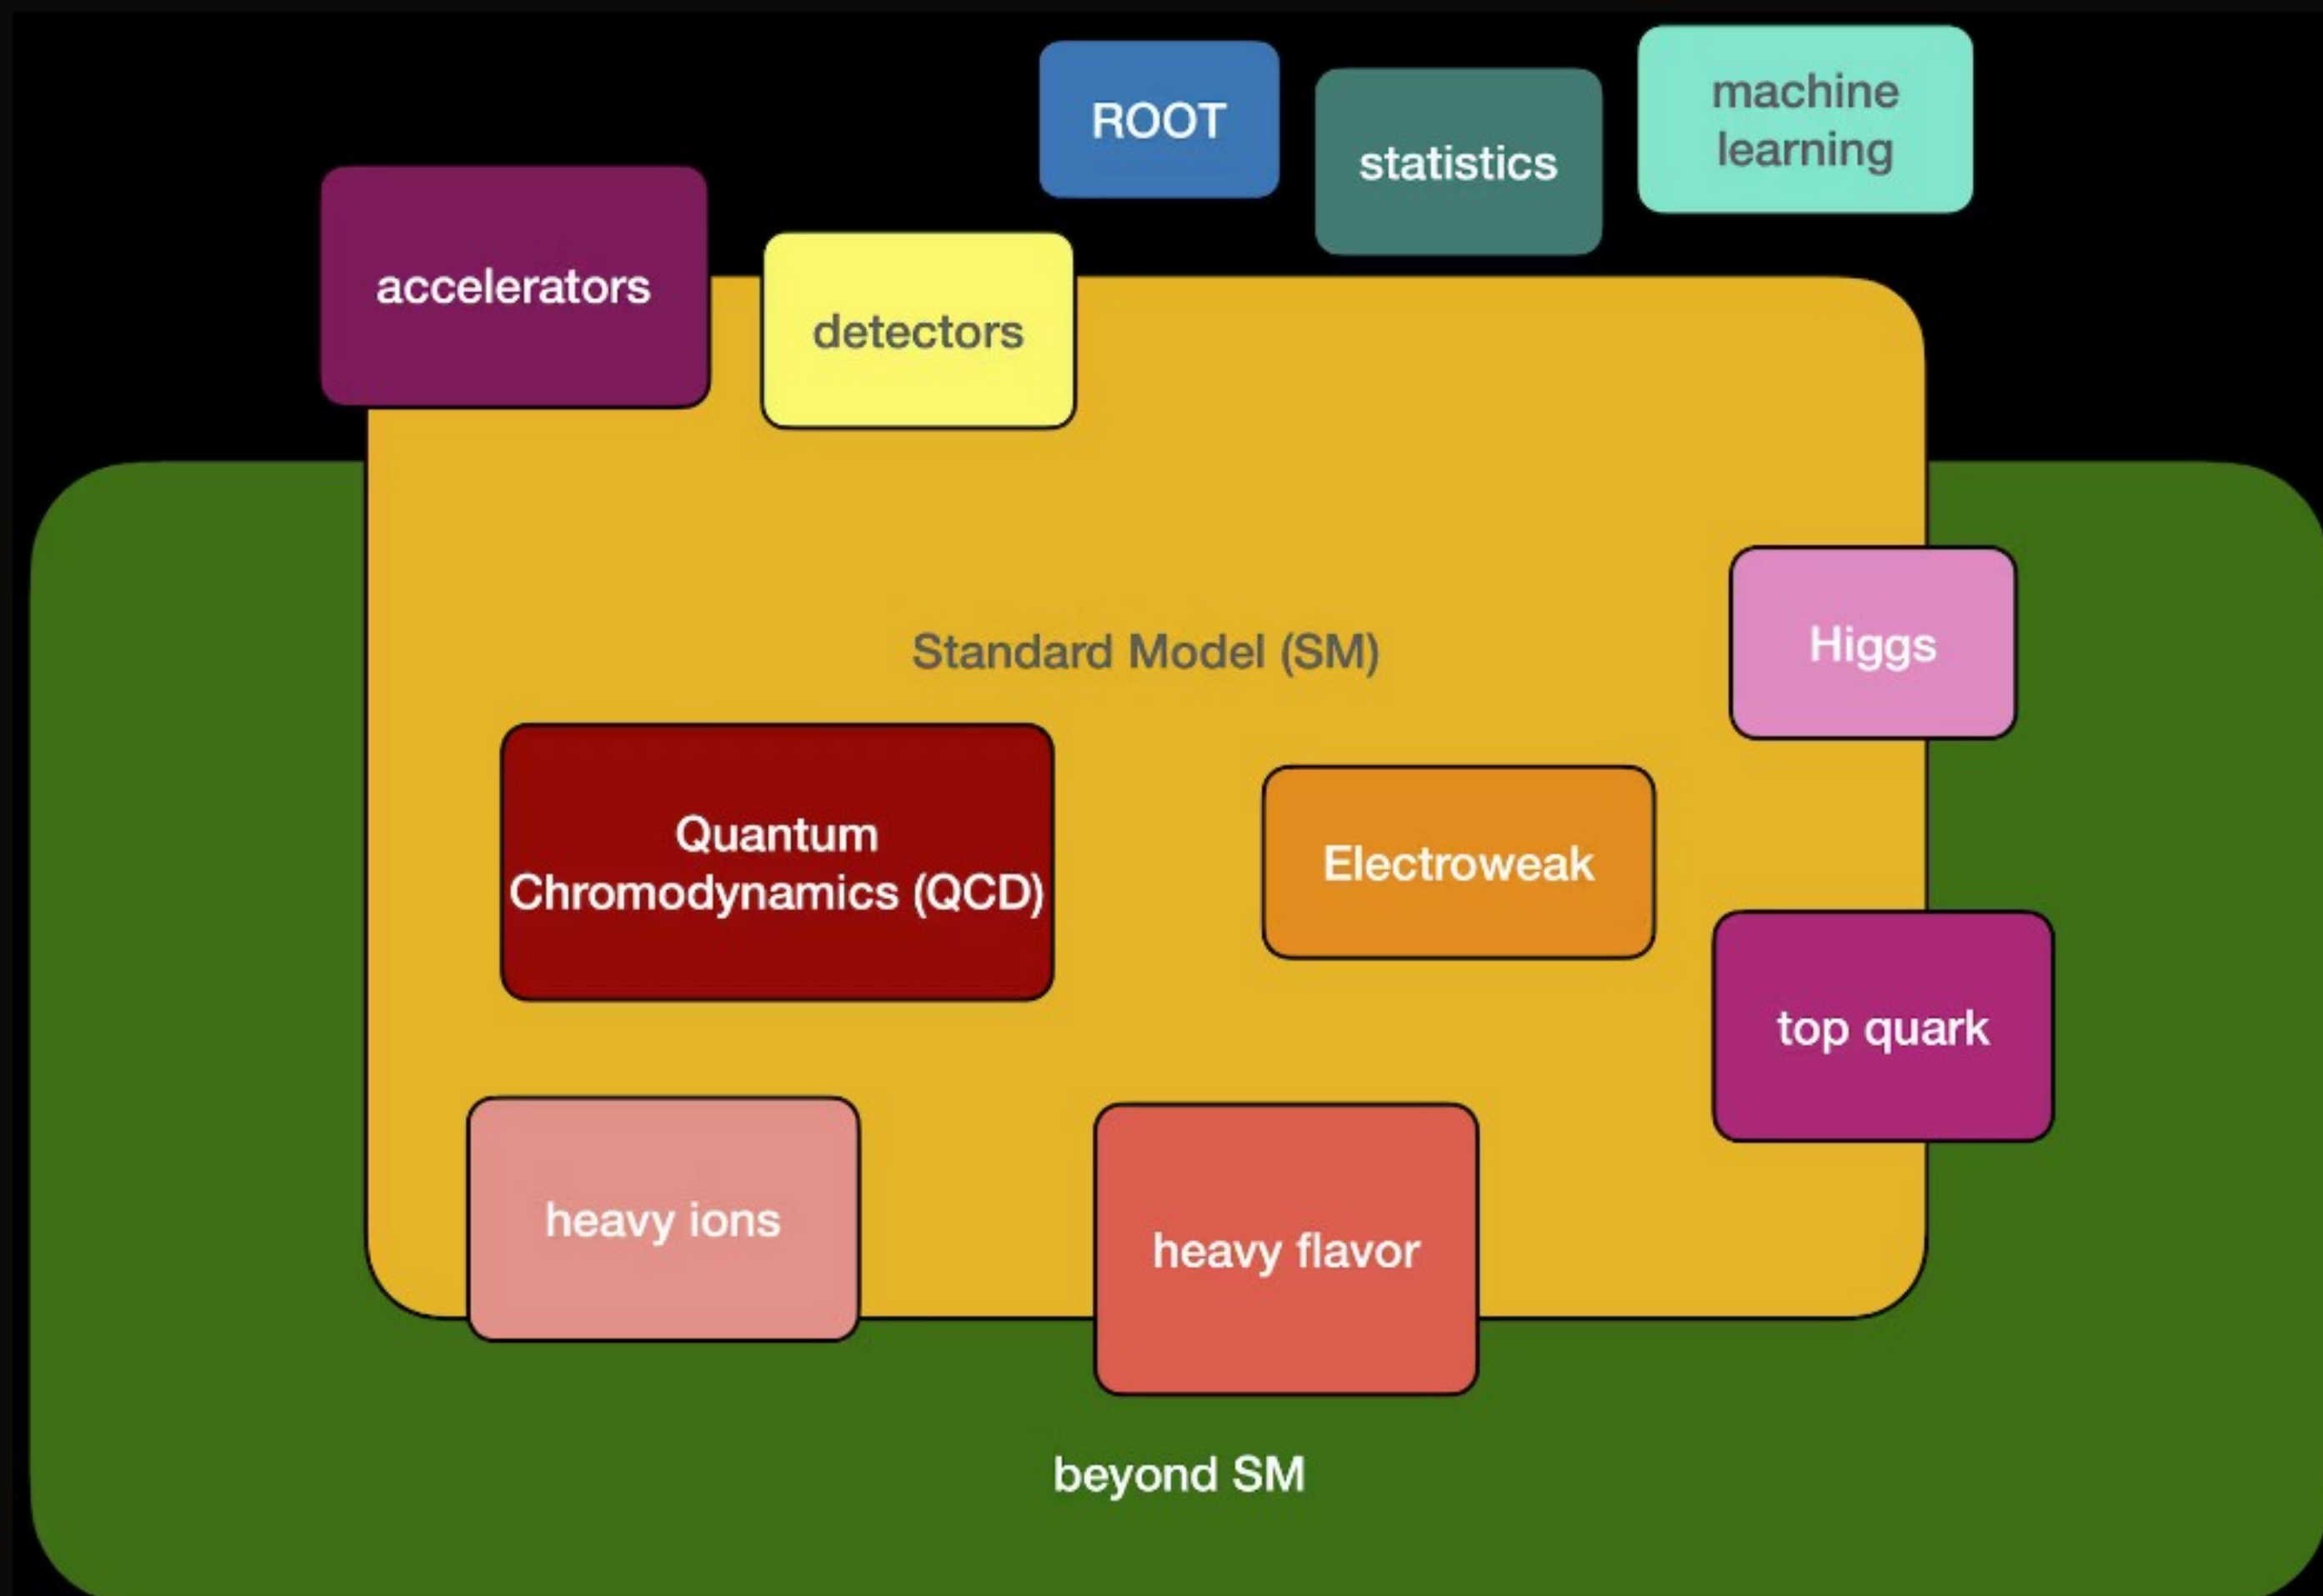 ROOT
statistics
machine
learning
accelerators
detectors
Standard Model (SM)
Higgs
Quantum
Chromodynamics (QCD)
Electroweak
top quark
heavy ions
heavy flavor
beyond SM